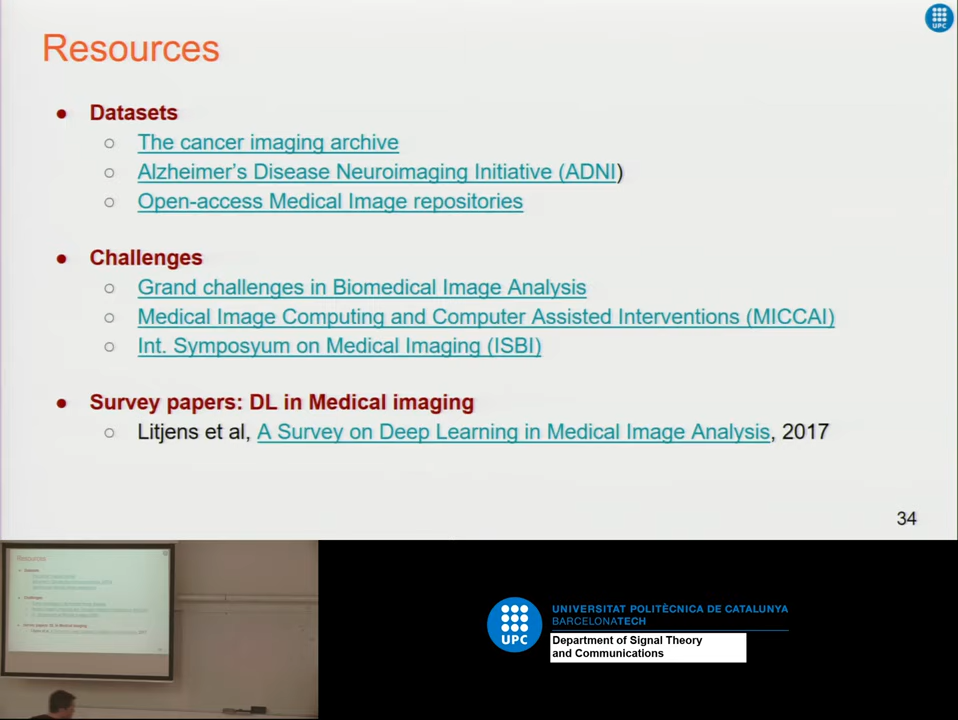 UPC
Resources
● Datasets
○ The cancer imaging archive
○ Alzheimer's Disease Neuroimaging Initiative (ADNI)
○ Open-access Medical Image repositories
● Challenges
○ Grand challenges in Biomedical Image Analysis
○ Medical Image Computing and Computer Assisted Interventions (MICCAI)
○ Int. Symposyum on Medical Imaging (ISBI)
● Survey papers: DL in Medical imaging
○ Litjens et al, A Survey on Deep Learning in Medical Image Analysis, 2017
34
Resources
UPC
UNIVERSITAT POLITÈCNICA DE CATALUNYA
BARCELONATECH
Department of Signal Theory
and Communications